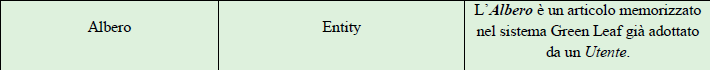 Albero
Entity
L'Albero è un articolo memorizzato
nel sistema Green Leaf già adottato
da un Utente.